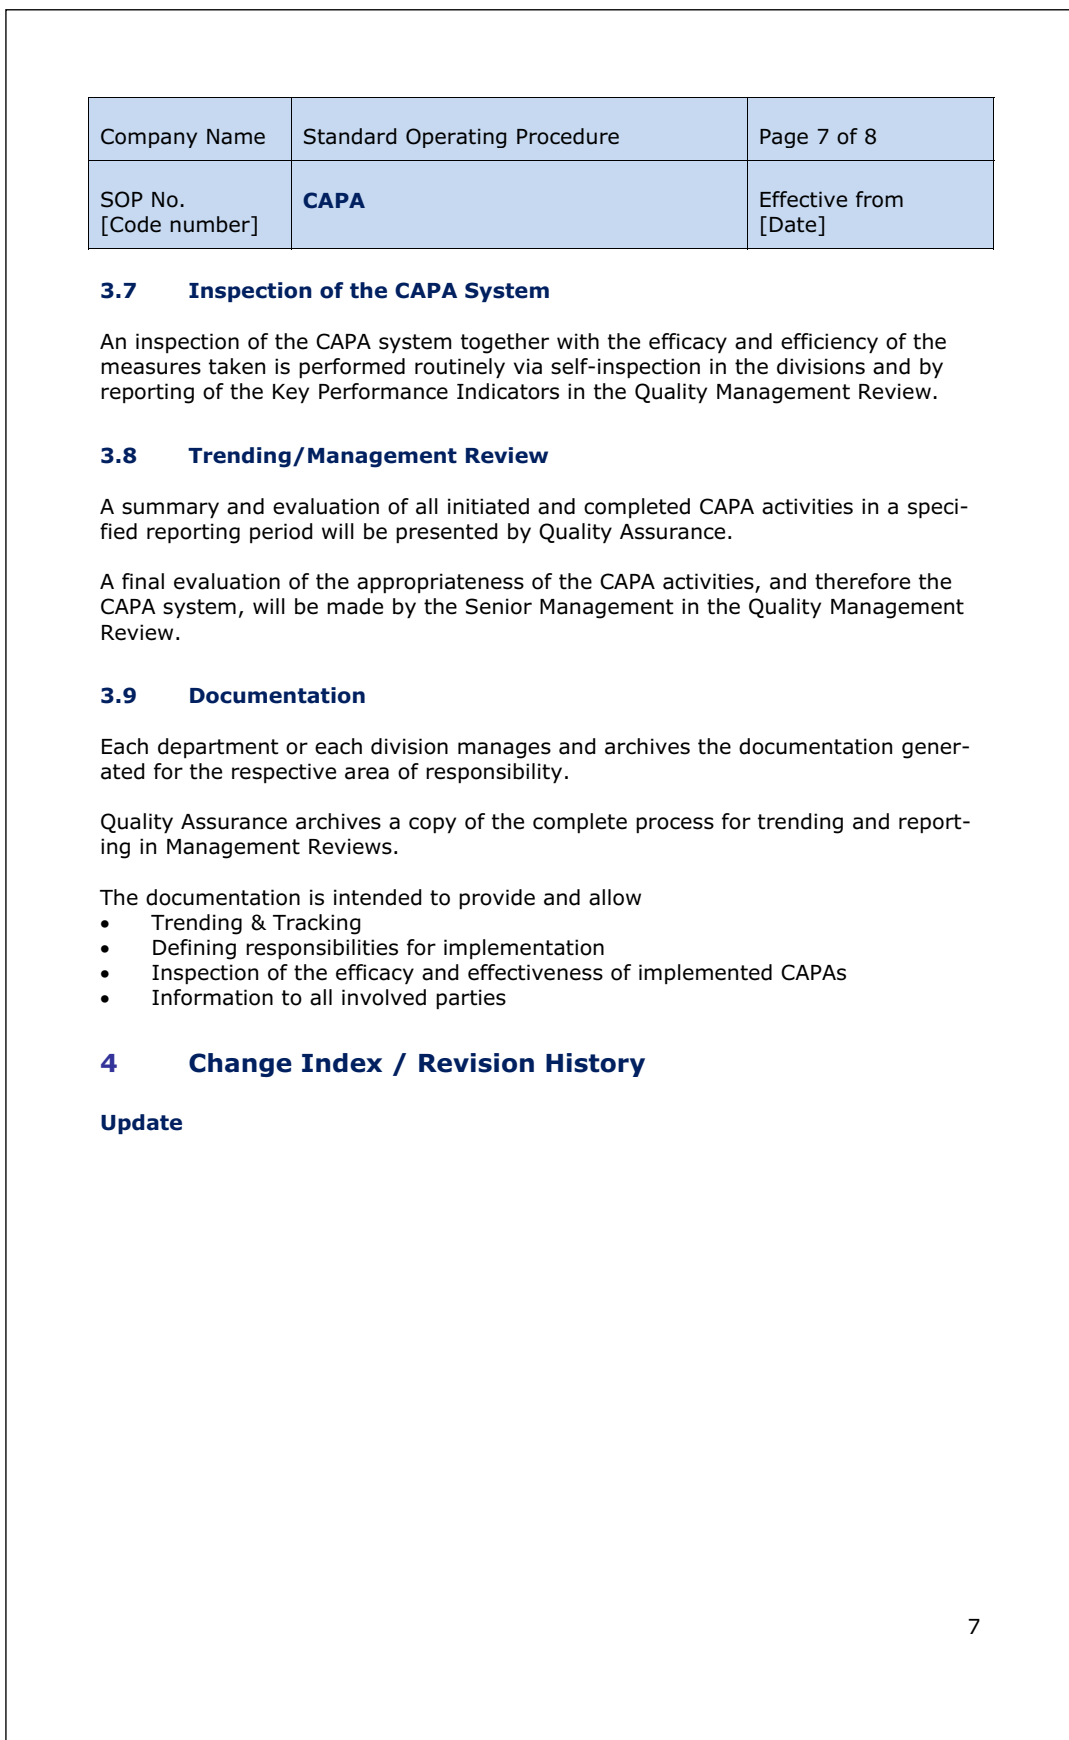 Company Name
Standard Operating Procedure
Page 7 of 8
SOP No.
[Code number]
CAPA
Effective from
[Date]
3.7 Inspection of the CAPA System
An inspection of the CAPA system together with the efficacy and efficiency of the
measures taken is performed routinely via self-inspection in the divisions and by
reporting of the Key Performance Indicators in the Quality Management Review.
3.8 Trending/Management Review
A summary and evaluation of all initiated and completed CAPA activities in a speci-
fied reporting period will be presented by Quality Assurance.
A final evaluation of the appropriateness of the CAPA activities, and therefore the
CAPA system, will be made by the Senior Management in the Quality Management
Review.
3.9 Documentation
Each department or each division manages and archives the documentation gener-
ated for the respective area of responsibility.
Quality Assurance archives a copy of the complete process for trending and report-
ing in Management Reviews.
The documentation is intended to provide and allow
• Trending & Tracking
• Defining responsibilities for implementation
• Inspection of the efficacy and effectiveness of implemented CAPAs
• Information to all involved parties
4 Change Index / Revision History
Update
7